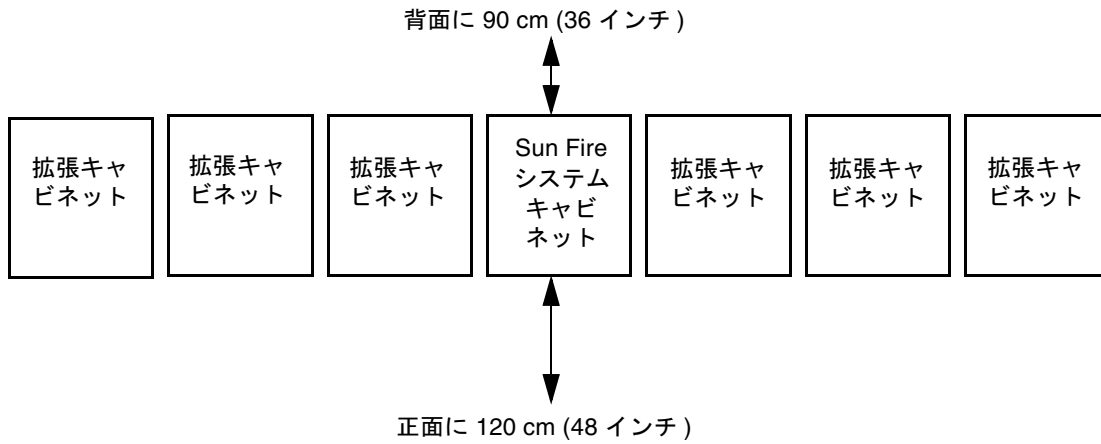 背面に 90 cm (36 インチ )
拡張キャ
ビネット
拡張キャ
ビネット
拡張キャ
ビネット
Sun Fire
システム
キャビ
ネット
拡張キャ
ビネット
拡張キャ
ビネット
拡張キャ
ビネット
正面に 120 cm (48 インチ )